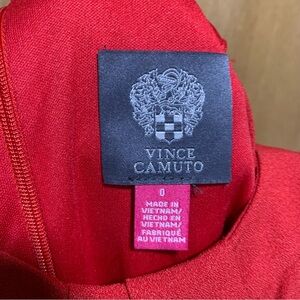 VINCE
CAMUTO
0
MADE IN
VIETNAM/
HECHO EN
VIETNAM/
FABRIQUÉ
AU VIETNAM